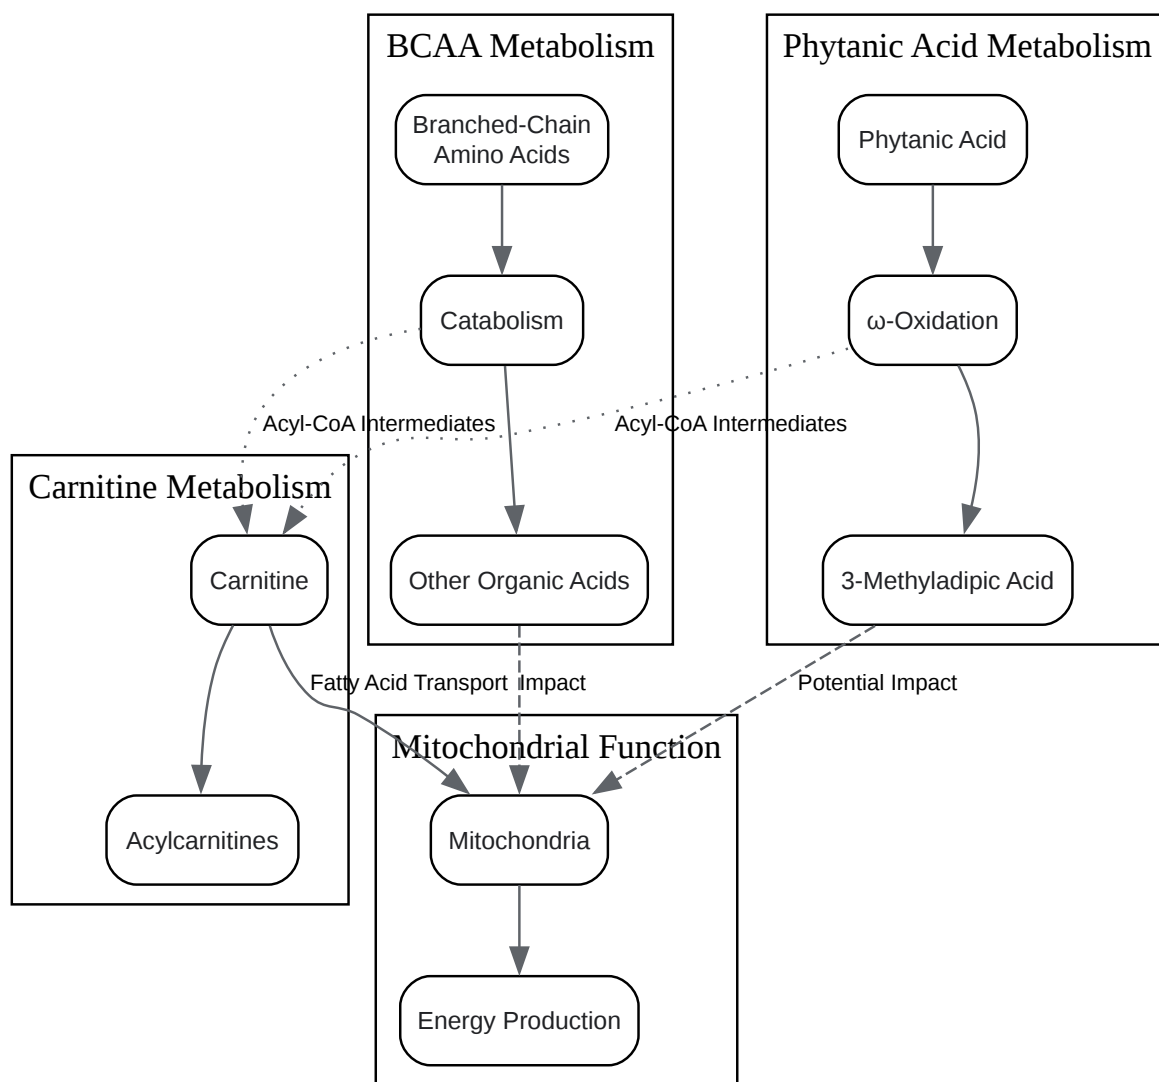 BCAA Metabolism
Phytanic Acid Metabolism
Branched-Chain
Amino Acids
Phytanic Acid
Catabolism
ω-Oxidation
Acyl-CoA Intermediates
Acyl-CoA Intermediates
Carnitine Metabolism
Carnitine
Other Organic Acids
3-Methyladipic Acid
Fatty Acid Transport
Impact
Potential Impact
Mitochondrial Function
Acylcarnitines
Mitochondria
Energy Production